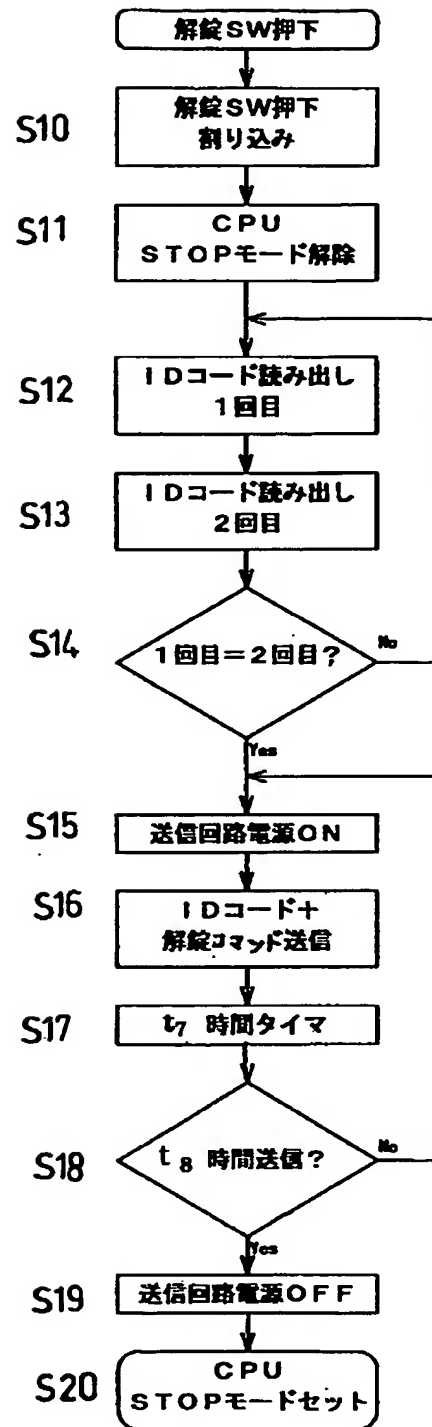 解錠SW押下
S10
解錠SW押下
割り込み
S11
CPU
STOPモード解除
S12
IDコード読み出し
1回目
S13
IDコード読み出し
2回目
S14
1回目=2回目?
No
Yes
S15
送信回路電源ON
S16
IDコード+
解錠コマンド送信
S17
t₇ 時間タイマ
S18
t₈ 時間送信?
No
Yes
S19
送信回路電源OFF
S20
CPU
STOPモードセット